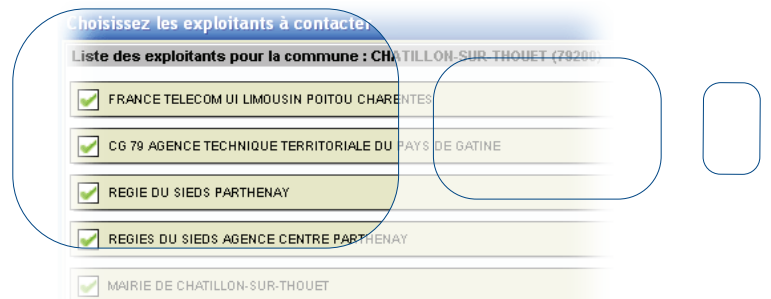 Choisissez les exploitants à contacter
Liste des exploitants pour la commune : CHATILLON-SUR-THOUET (79200)
FRANCE TELECOM UI LIMOUSIN POITOU CHARENTES
CG 79 AGENCE TECHNIQUE TERRITORIALE DU PAYS DE GATINE
REGIE DU SIEDS PARTHENAY
REGIES DU SIEDS AGENCE CENTRE PARTHENAY
MAIRIE DE CHATILLON-SUR-THOUET